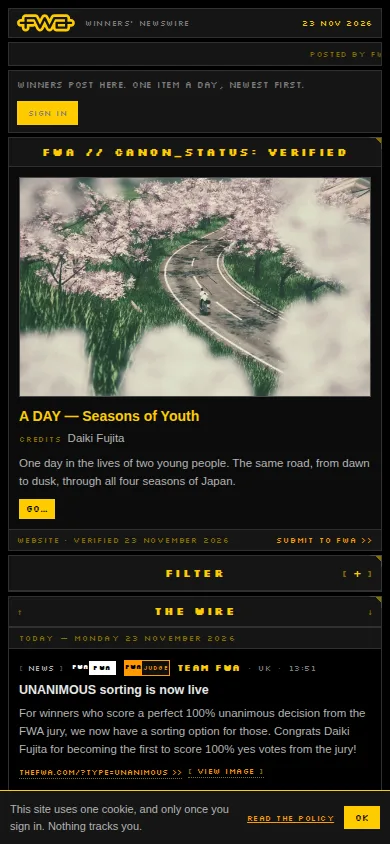 FWA WINNERS' NEWSWIRE 23 NOV 2026
POSTED BY FW
WINNERS POST HERE. ONE ITEM A DAY, NEWEST FIRST.
SIGN IN
FWA // CANON_STATUS: VERIFIED
A DAY — Seasons of Youth
CREDITS Daiki Fujita
One day in the lives of two young people. The same road, from dawn
to dusk, through all four seasons of Japan.
GO…
WEBSITE · VERIFIED 23 NOVEMBER 2026 SUBMIT TO FWA >>
FILTER [ + ]
↑ THE WIRE ↓
TODAY — MONDAY 23 NOVEMBER 2026
[ NEWS ] FWA FWA FWA JUDGE TEAM FWA · UK · 13:51
UNANIMOUS sorting is now live
For winners who score a perfect 100% unanimous decision from the
FWA jury, we now have a sorting option for those. Congrats Daiki
Fujita for becoming the first to score 100% yes votes from the jury!
THEFWA.COM/?TYPE=UNANIMOUS >> [ VIEW IMAGE ]
This site uses one cookie, and only once you
sign in. Nothing tracks you.
READ THE POLICY
OK